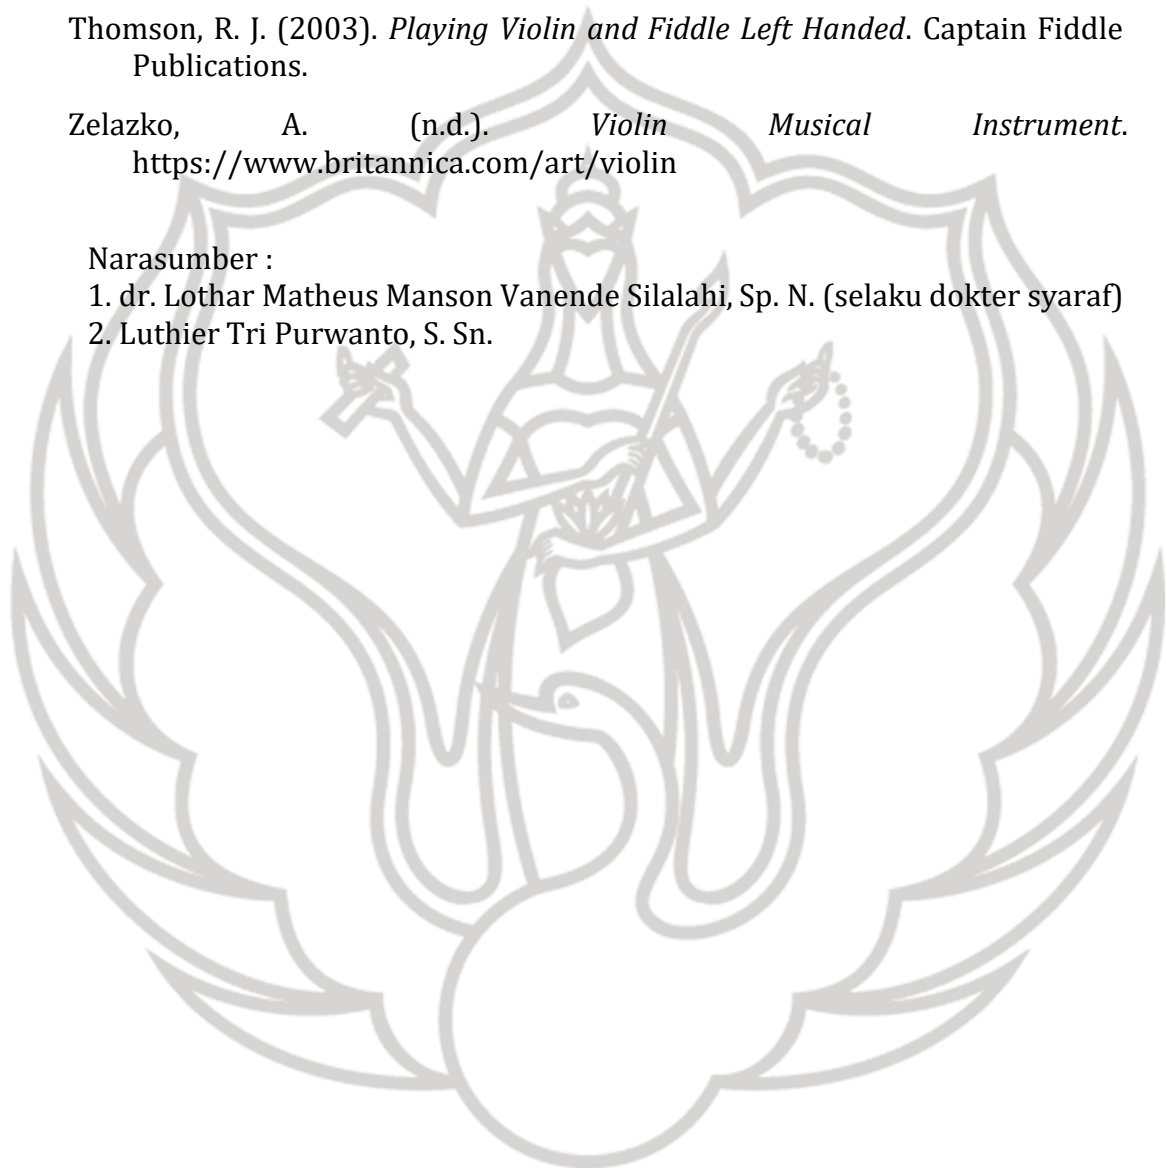 Thomson, R. J. (2003). Playing Violin and Fiddle Left Handed. Captain Fiddle
Publications.
Zelazko, A. (n.d.). Violin Musical Instrument.
https://www.britannica.com/art/violin
Narasumber :
1. dr. Lothar Matheus Manson Vanende Silalahi, Sp. N. (selaku dokter syaraf)
2. Luthier Tri Purwanto, S. Sn.